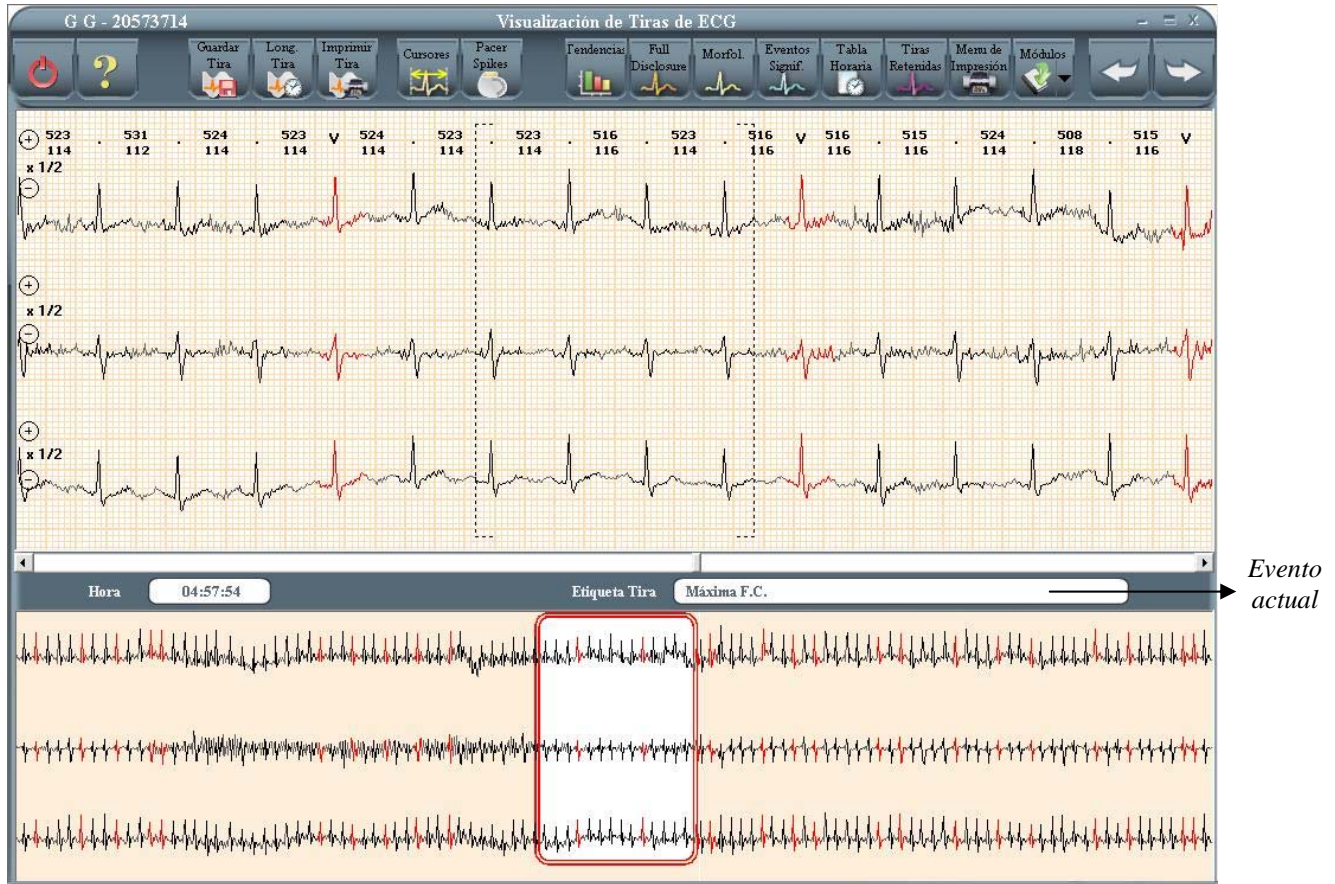 G G - 20573714
Visualización de Tiras de ECG
Guardar Tira
Long. Tira
Imprimir Tira
Cursores
Pacer Spikes
Tendencias
Full Disclosure
Morfol.
Eventos Signif.
Tabla Horaria
Tiras Retenidas
Menu de Impresión
Módulos
523 . 531 . 524 . 523 V 524 . 523 . 523 . 516 . 523 . 516 V 516 . 515 . 524 . 508 . 515 V
114 112 114 114 114 114 114 116 114 116 116 116 114 118 116
x 1/2
x 1/2
x 1/2
Hora 04:57:54 Etiqueta Tira Máxima F.C.
Evento
actual